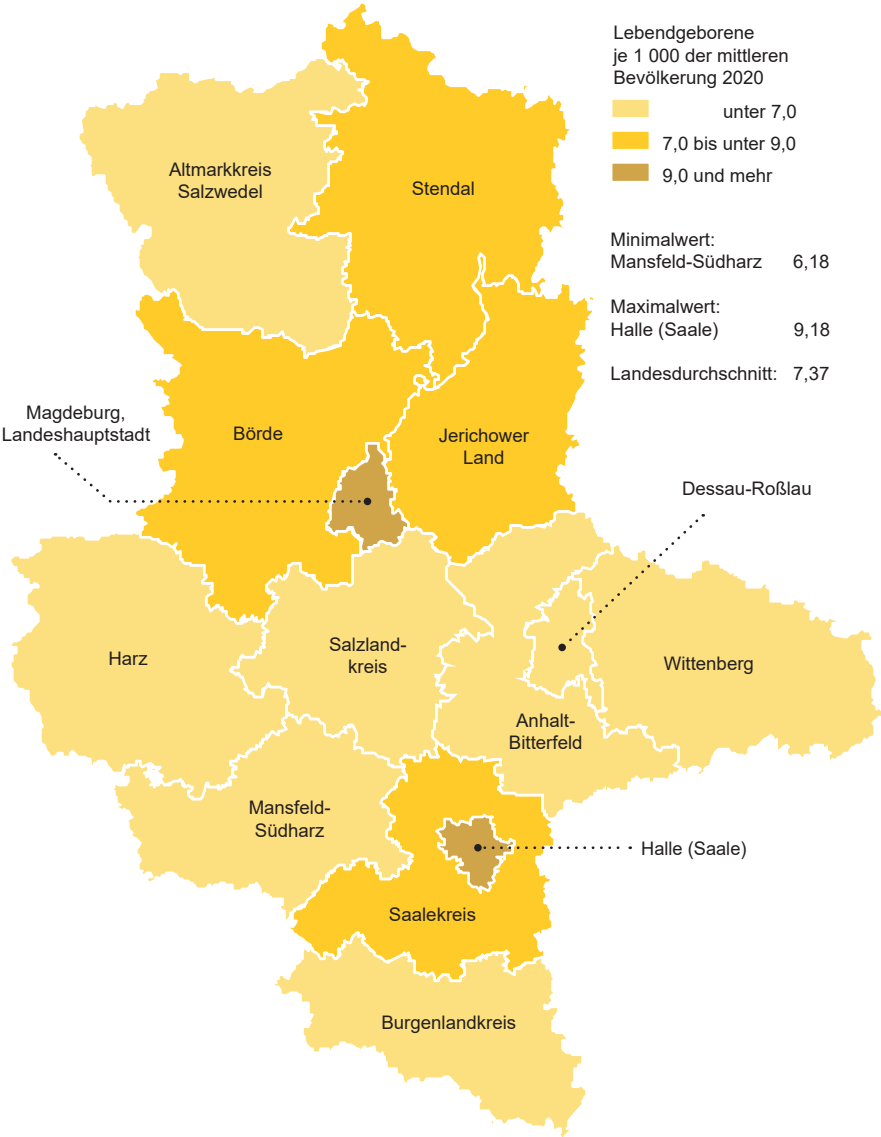 Lebendgeborene
je 1 000 der mittleren
Bevölkerung 2020
unter 7,0
7,0 bis unter 9,0
9,0 und mehr
Minimalwert:
Mansfeld-Südharz 6,18
Maximalwert:
Halle (Saale) 9,18
Landesdurchschnitt: 7,37
Altmarkkreis
Salzwedel
Stendal
Magdeburg,
Landeshauptstadt
Börde
Jerichower
Land
Dessau-Roßlau
Harz
Salzland-
kreis
Wittenberg
Anhalt-
Bitterfeld
Mansfeld-
Südharz
Halle (Saale)
Saalekreis
Burgenlandkreis